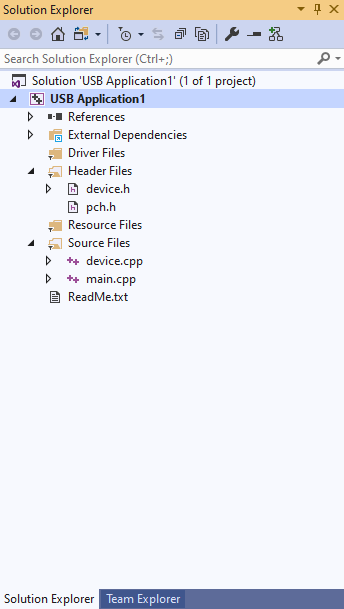 Solution Explorer
Search Solution Explorer (Ctrl+;)
Solution 'USB Application1' (1 of 1 project)
USB Application1
References
External Dependencies
Driver Files
Header Files
device.h
pch.h
Resource Files
Source Files
device.cpp
main.cpp
ReadMe.txt
Solution Explorer Team Explorer